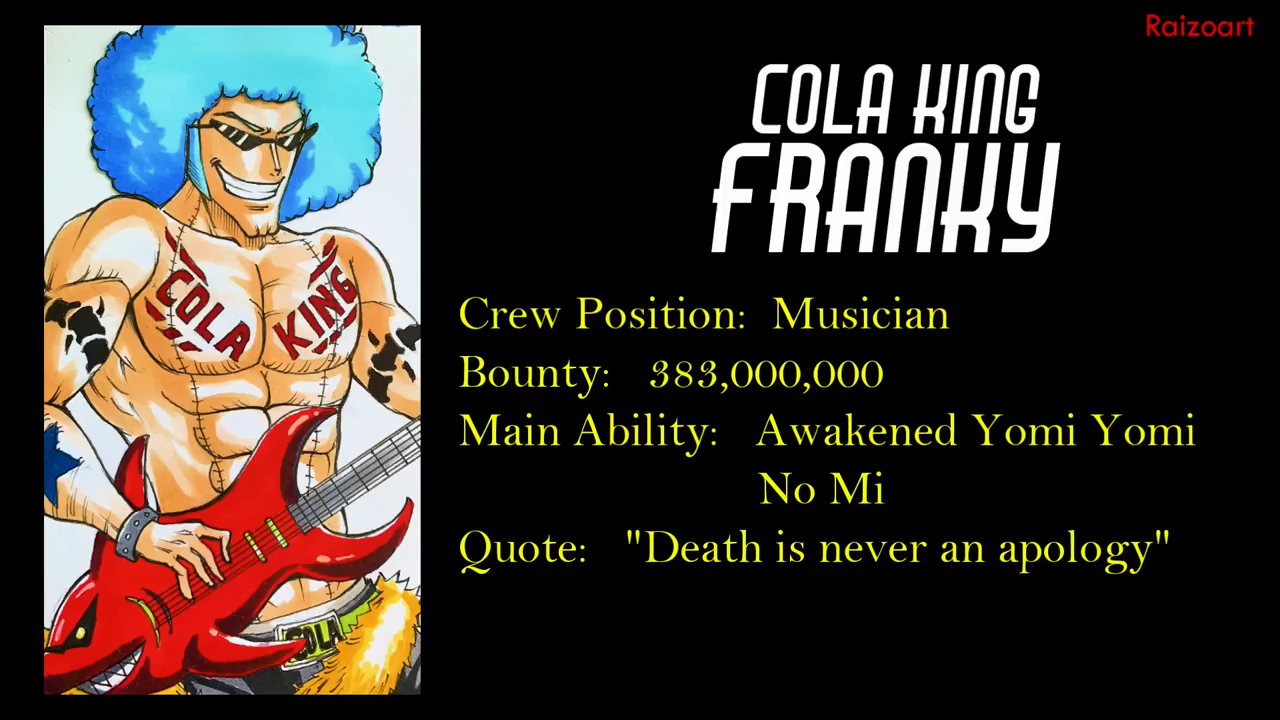 Raizoart
COLA KING
FRANKY
COLA KING
Crew Position: Musician
Bounty: 383,000,000
Main Ability: Awakened Yomi Yomi
No Mi
Quote: "Death is never an apology"
COLA